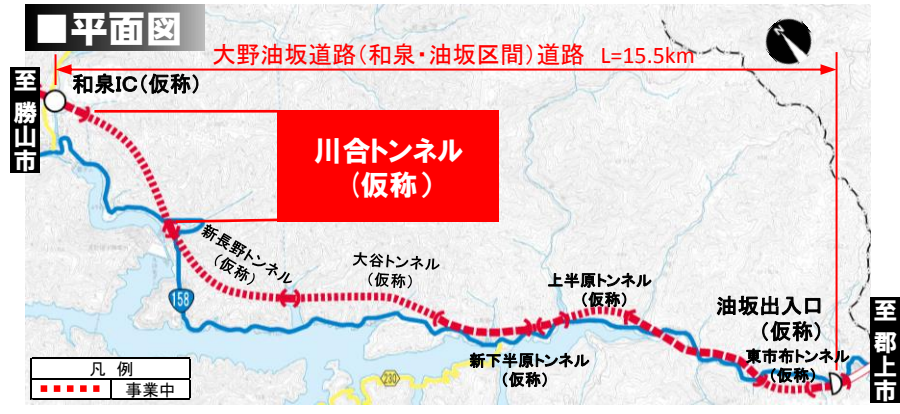 ■平面図
大野油坂道路(和泉・油坂区間)道路 L=15.5km
至 勝山市
和泉IC(仮称)
川合トンネル
(仮称)
新長野トンネル
(仮称)
大谷トンネル
(仮称)
158
上半原トンネル
(仮称)
油坂出入口
(仮称)
至 郡上市
新下半原トンネル
(仮称)
東市布トンネル
(仮称)
230
凡 例
事業中